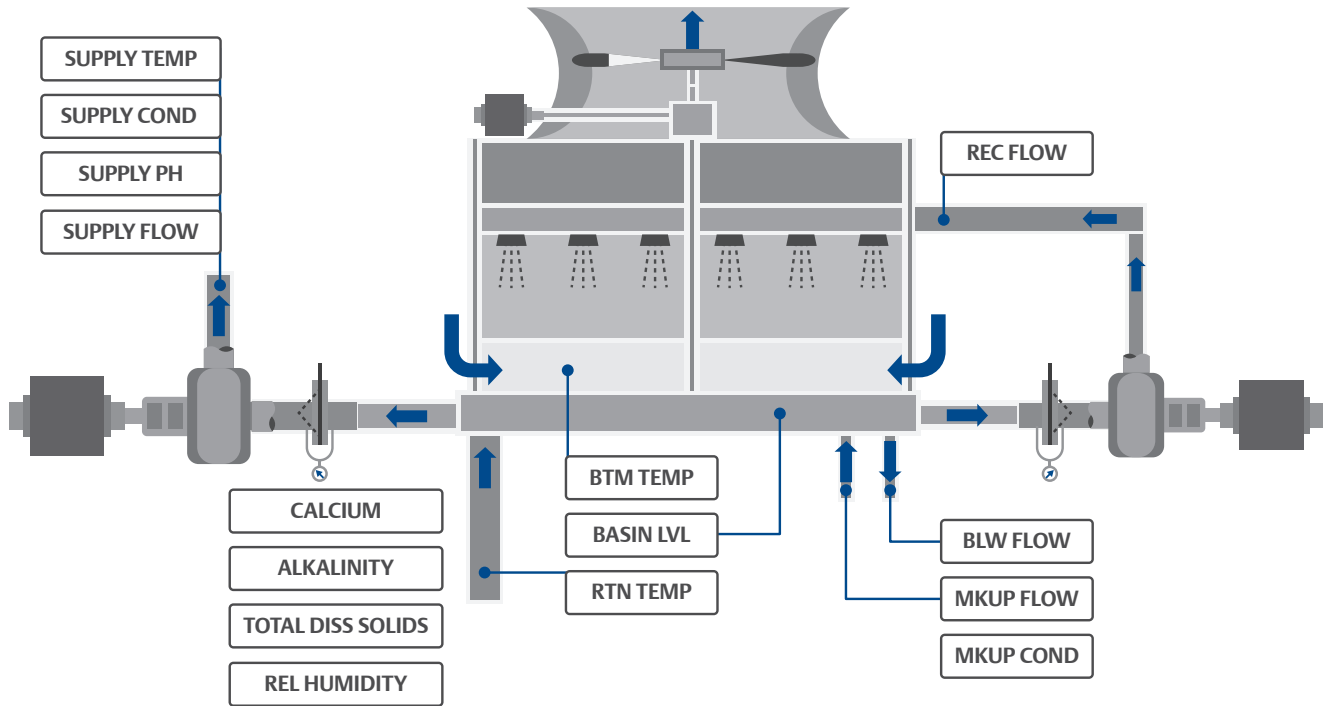 SUPPLY TEMP
SUPPLY COND
SUPPLY PH
SUPPLY FLOW
REC FLOW
CALCIUM
ALKALINITY
TOTAL DISS SOLIDS
REL HUMIDITY
BTM TEMP
BASIN LVL
RTN TEMP
BLW FLOW
MKUP FLOW
MKUP COND